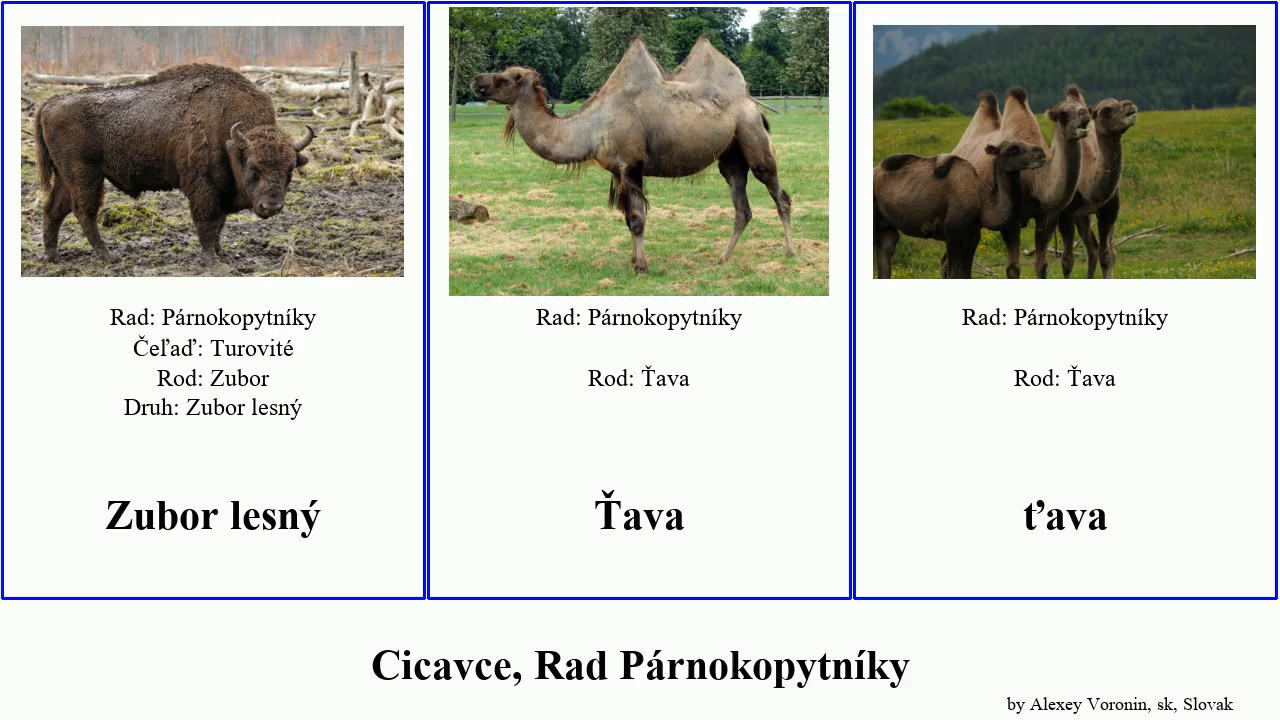 Rad: Párnokopytníky
Čeľaď: Turovité
Rod: Zubor
Druh: Zubor lesný
Zubor lesný
Rad: Párnokopytníky
Rod: Ťava
Ťava
Rad: Párnokopytníky
Rod: Ťava
ťava
Cicavce, Rad Párnokopytníky
by Alexey Voronin, sk, Slovak